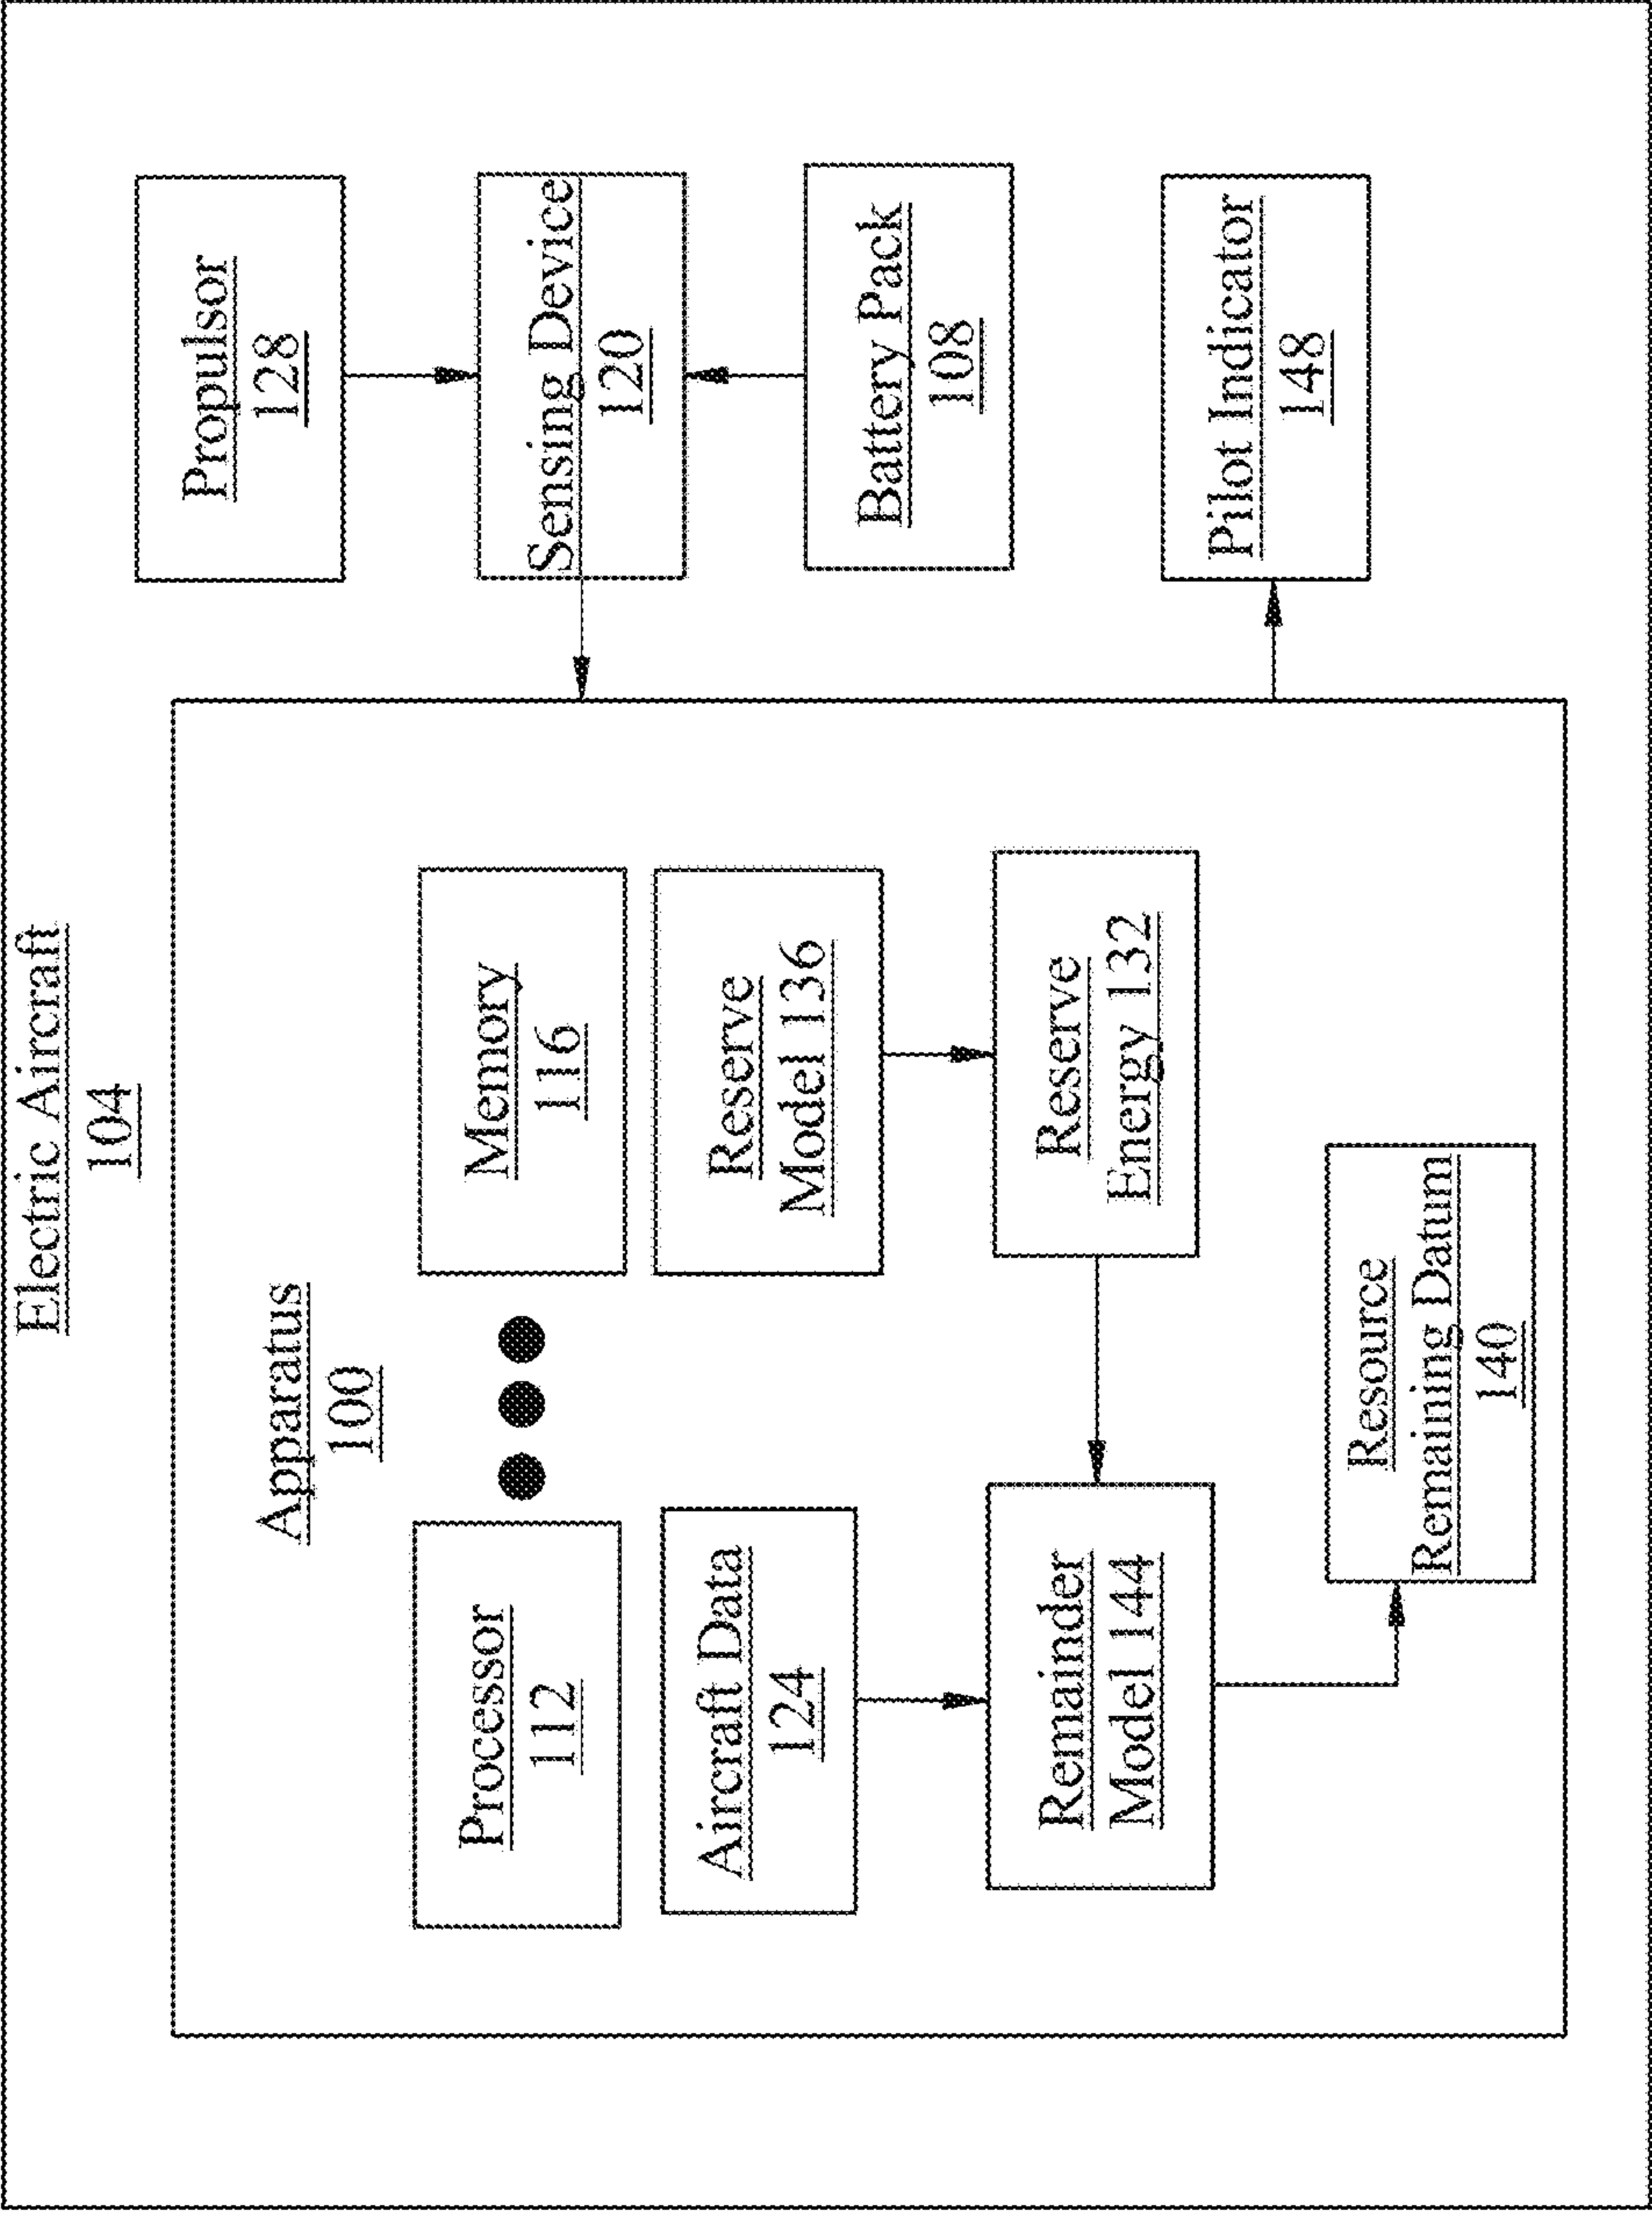 Electric Aircraft
104
Apparatus
100
Processor
112
Memory
116
Aircraft Data
124
Reserve
Model 136
Remainder
Model 144
Reserve
Energy 132
Resource
Remaining Datum
140
Propulsor
128
Sensing Device
120
Battery Pack
108
Pilot Indicator
148